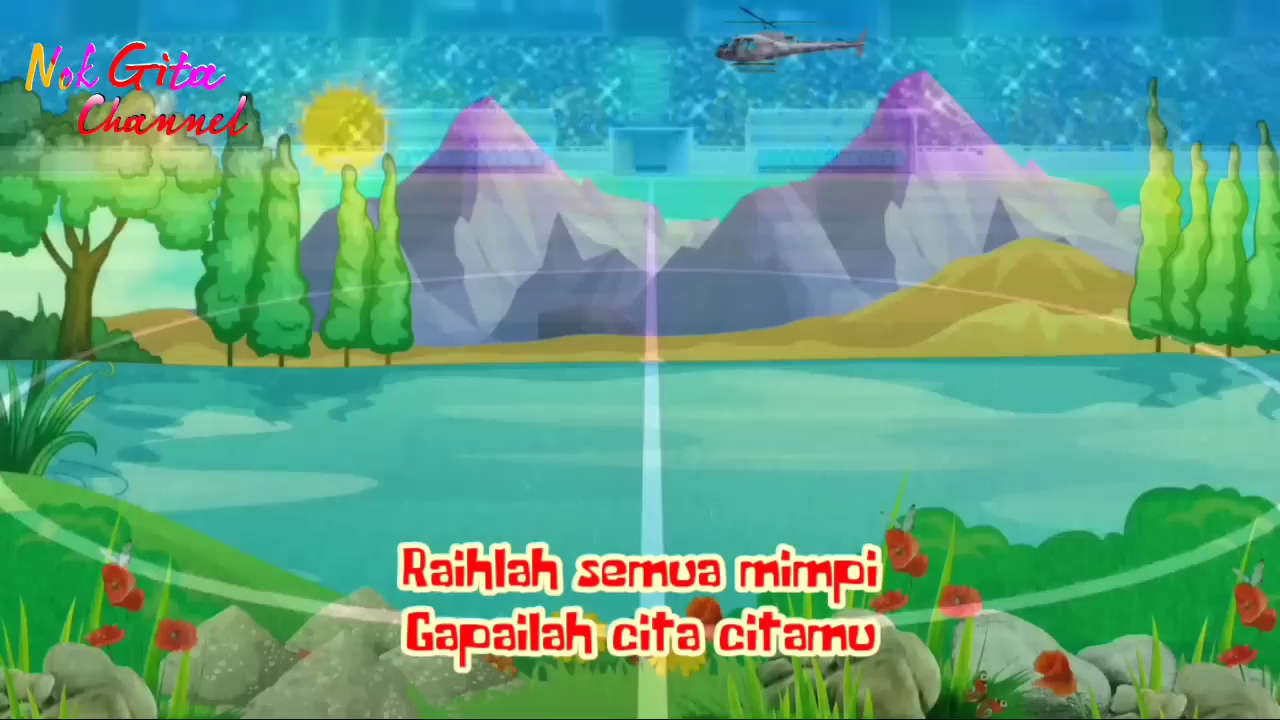 Nok Gita
Channel
Raihlah semua mimpi
Gapailah cita citamu